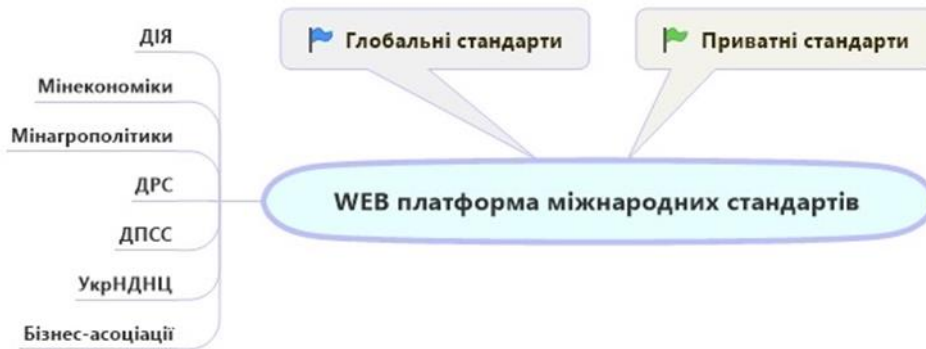 Глобальні стандарти
Приватні стандарти
ДІЯ
Мінекономіки
Мінагрополітики
ДРС
ДПСС
УкрНДНЦ
Бізнес-асоціації
WEB платформа міжнародних стандартів